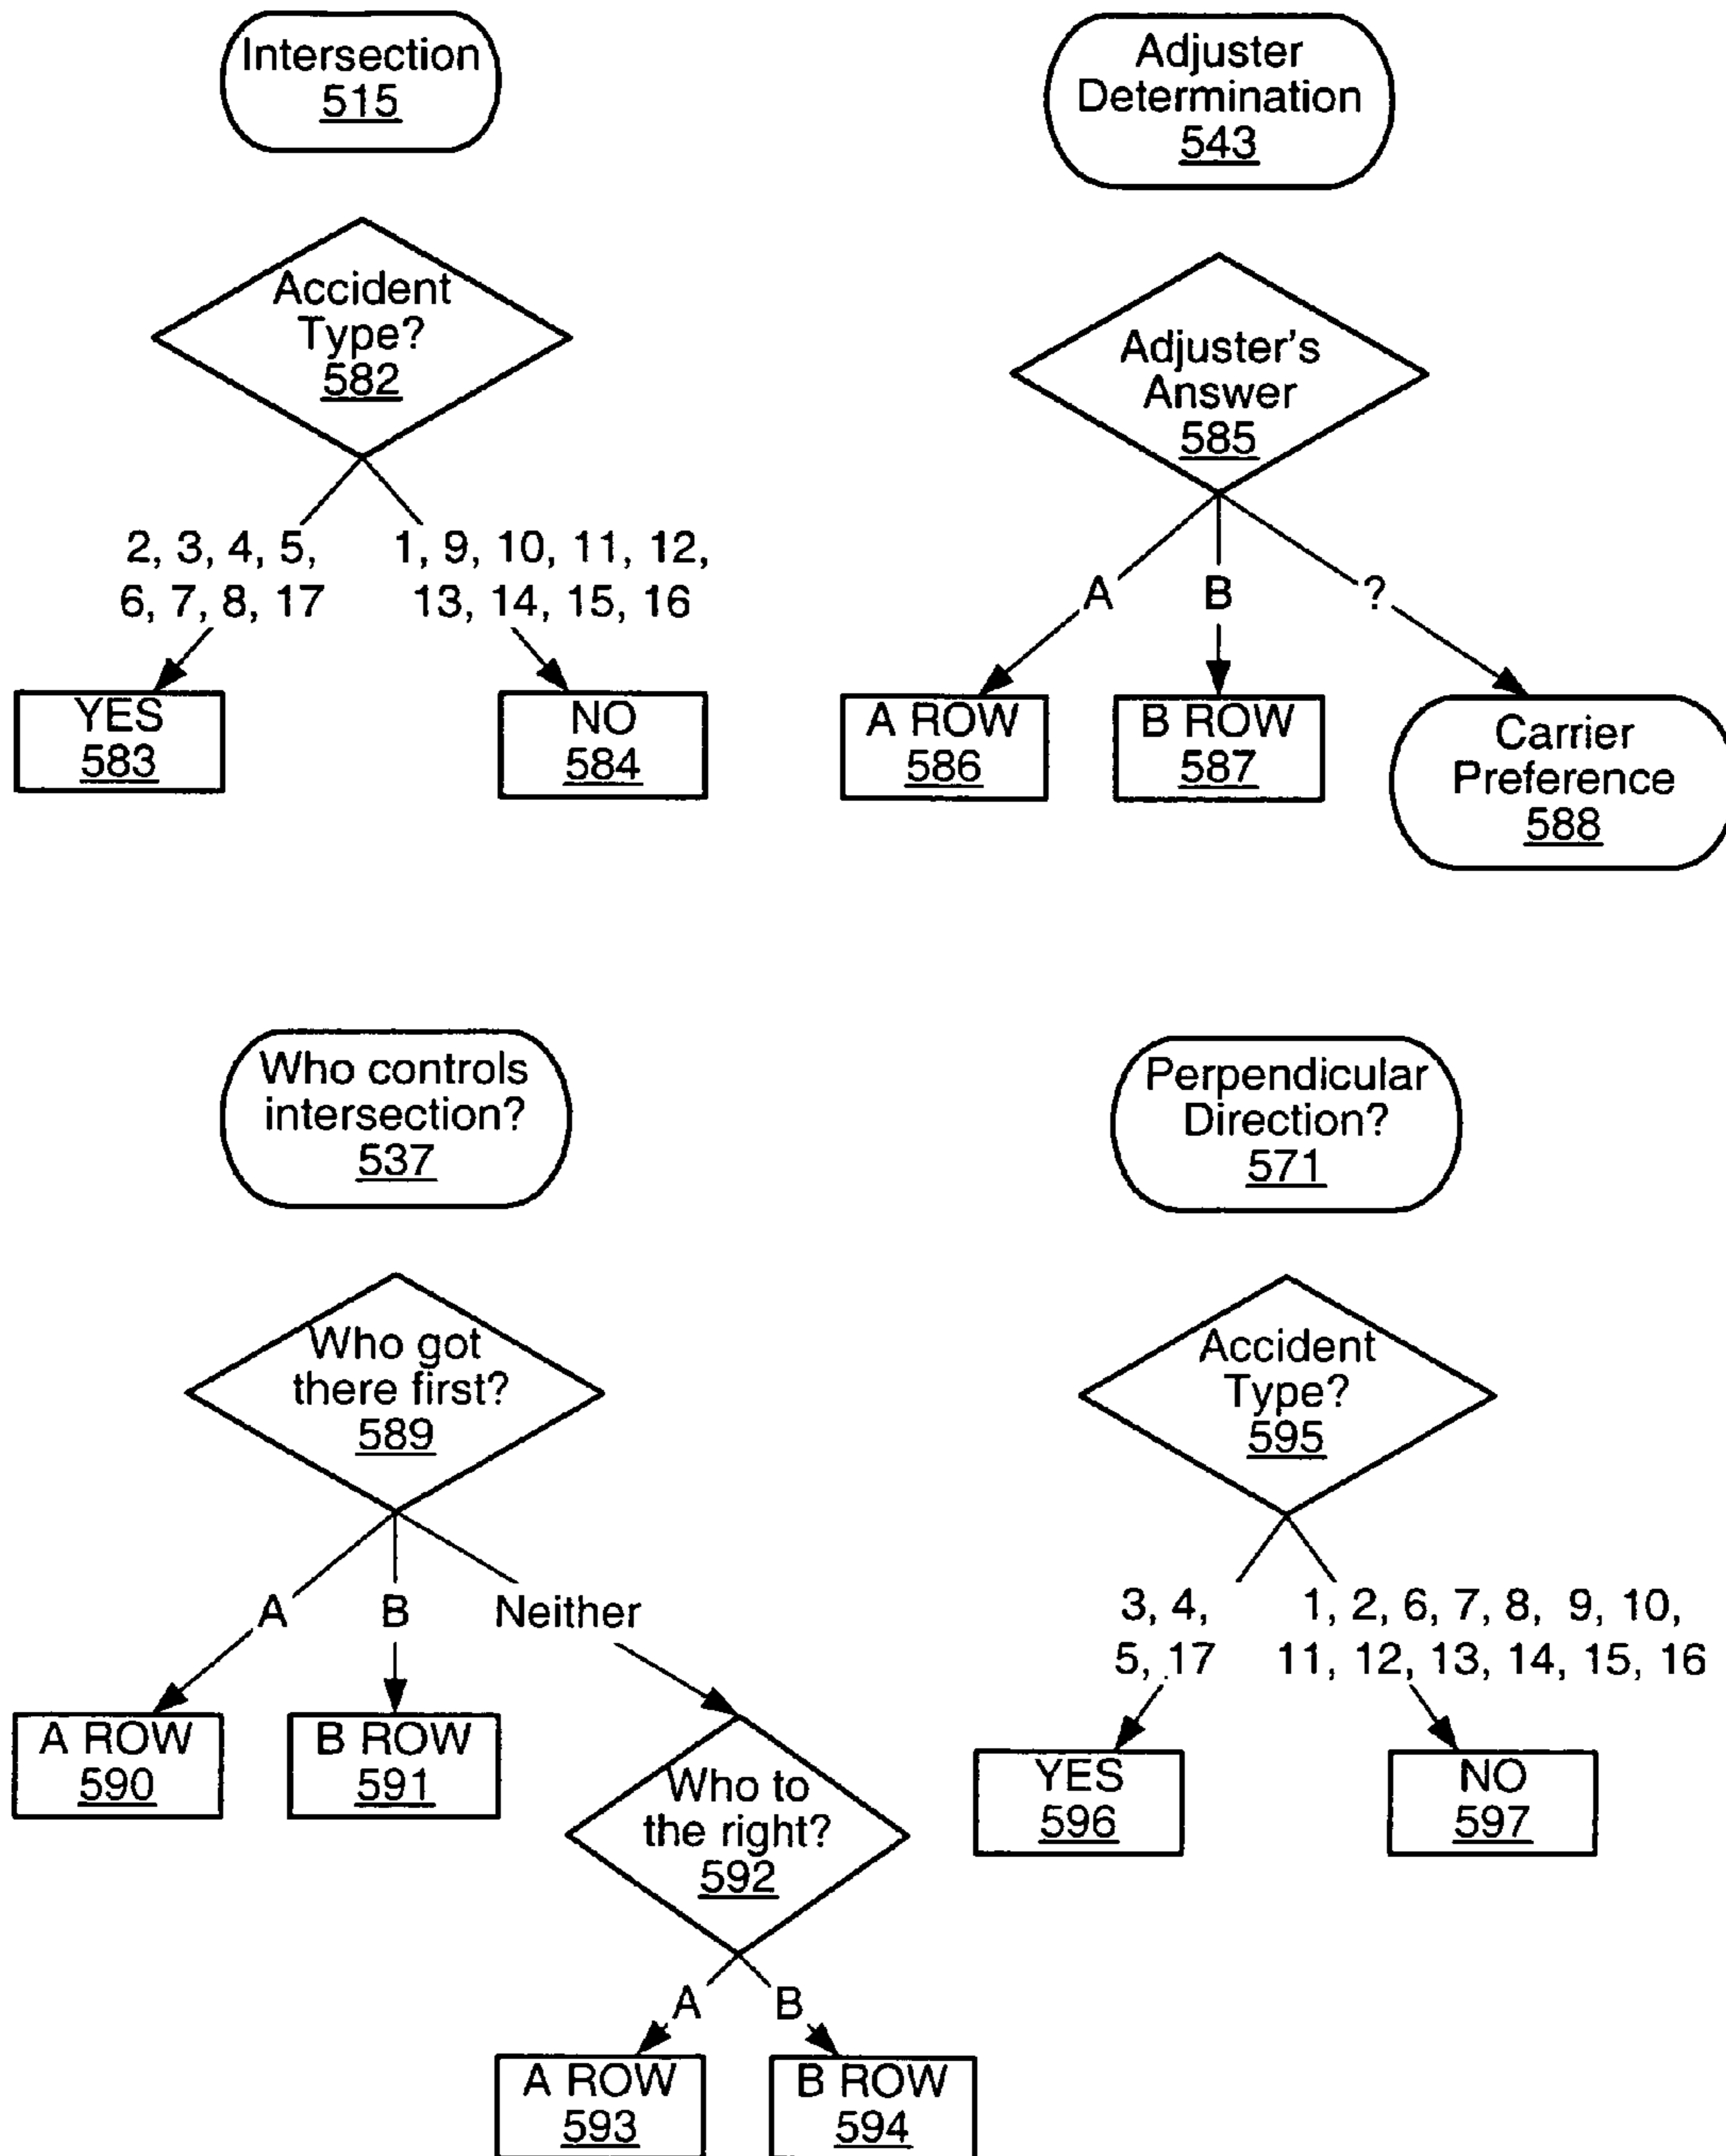 Intersection
515
Accident
Type?
582
2, 3, 4, 5,
6, 7, 8, 17
1, 9, 10, 11, 12,
13, 14, 15, 16
YES
583
NO
584
Adjuster
Determination
543
Adjuster's
Answer
585
A
B
?
A ROW
586
B ROW
587
Carrier
Preference
588
Who controls
intersection?
537
Who got
there first?
589
A
B
Neither
A ROW
590
B ROW
591
Who to
the right?
592
A
B
A ROW
593
B ROW
594
Perpendicular
Direction?
571
Accident
Type?
595
3, 4,
5, 17
1, 2, 6, 7, 8, 9, 10,
11, 12, 13, 14, 15, 16
YES
596
NO
597